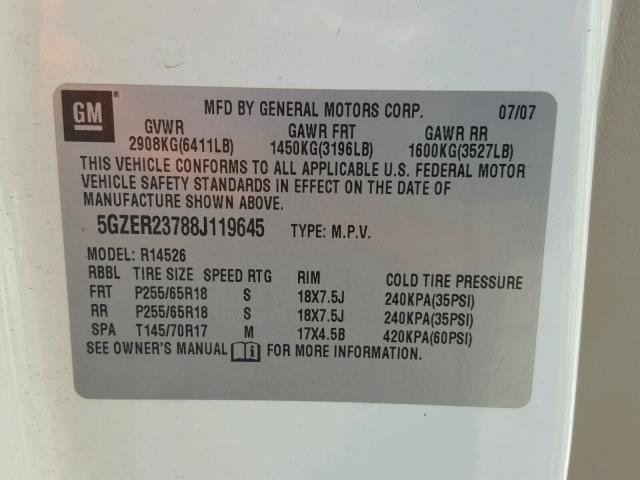 GM ® MFD BY GENERAL MOTORS CORP. 07/07
GVWR GAWR FRT GAWR RR
2908KG(6411LB) 1450KG(3196LB) 1600KG(3527LB)
THIS VEHICLE CONFORMS TO ALL APPLICABLE U.S. FEDERAL MOTOR
VEHICLE SAFETY STANDARDS IN EFFECT ON THE DATE OF
MANUFACTURE SHOWN ABOVE.
5GZER23788J119645 TYPE: M.P.V.
MODEL: R14526
RBBL TIRE SIZE SPEED RTG RIM COLD TIRE PRESSURE
FRT P255/65R18 S 18X7.5J 240KPA(35PSI)
RR P255/65R18 S 18X7.5J 240KPA(35PSI)
SPA T145/70R17 M 17X4.5B 420KPA(60PSI)
SEE OWNER'S MANUAL i FOR MORE INFORMATION.